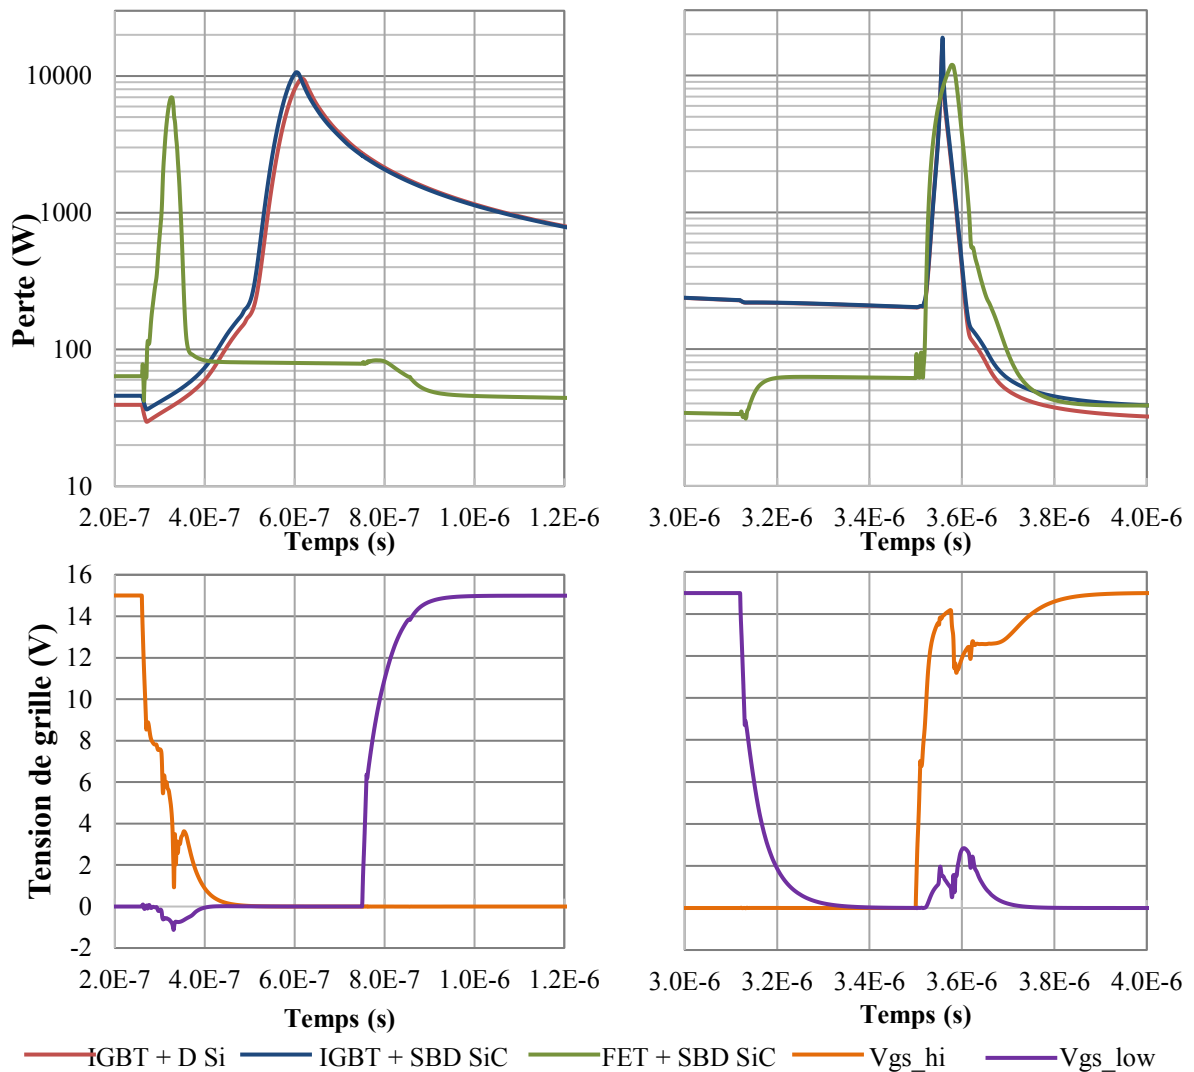 Perte (W)
10000
1000
100
10
2.0E-7 4.0E-7 6.0E-7 8.0E-7 1.0E-6 1.2E-6
Temps (s)
3.0E-6 3.2E-6 3.4E-6 3.6E-6 3.8E-6 4.0E-6
Temps (s)
Tension de grille (V)
16
14
12
10
8
6
4
2
0
-2
2.0E-7 4.0E-7 6.0E-7 8.0E-7 1.0E-6 1.2E-6
Temps (s)
3.0E-6 3.2E-6 3.4E-6 3.6E-6 3.8E-6 4.0E-6
Temps (s)
IGBT + D Si IGBT + SBD SiC FET + SBD SiC Vgs_hi Vgs_low